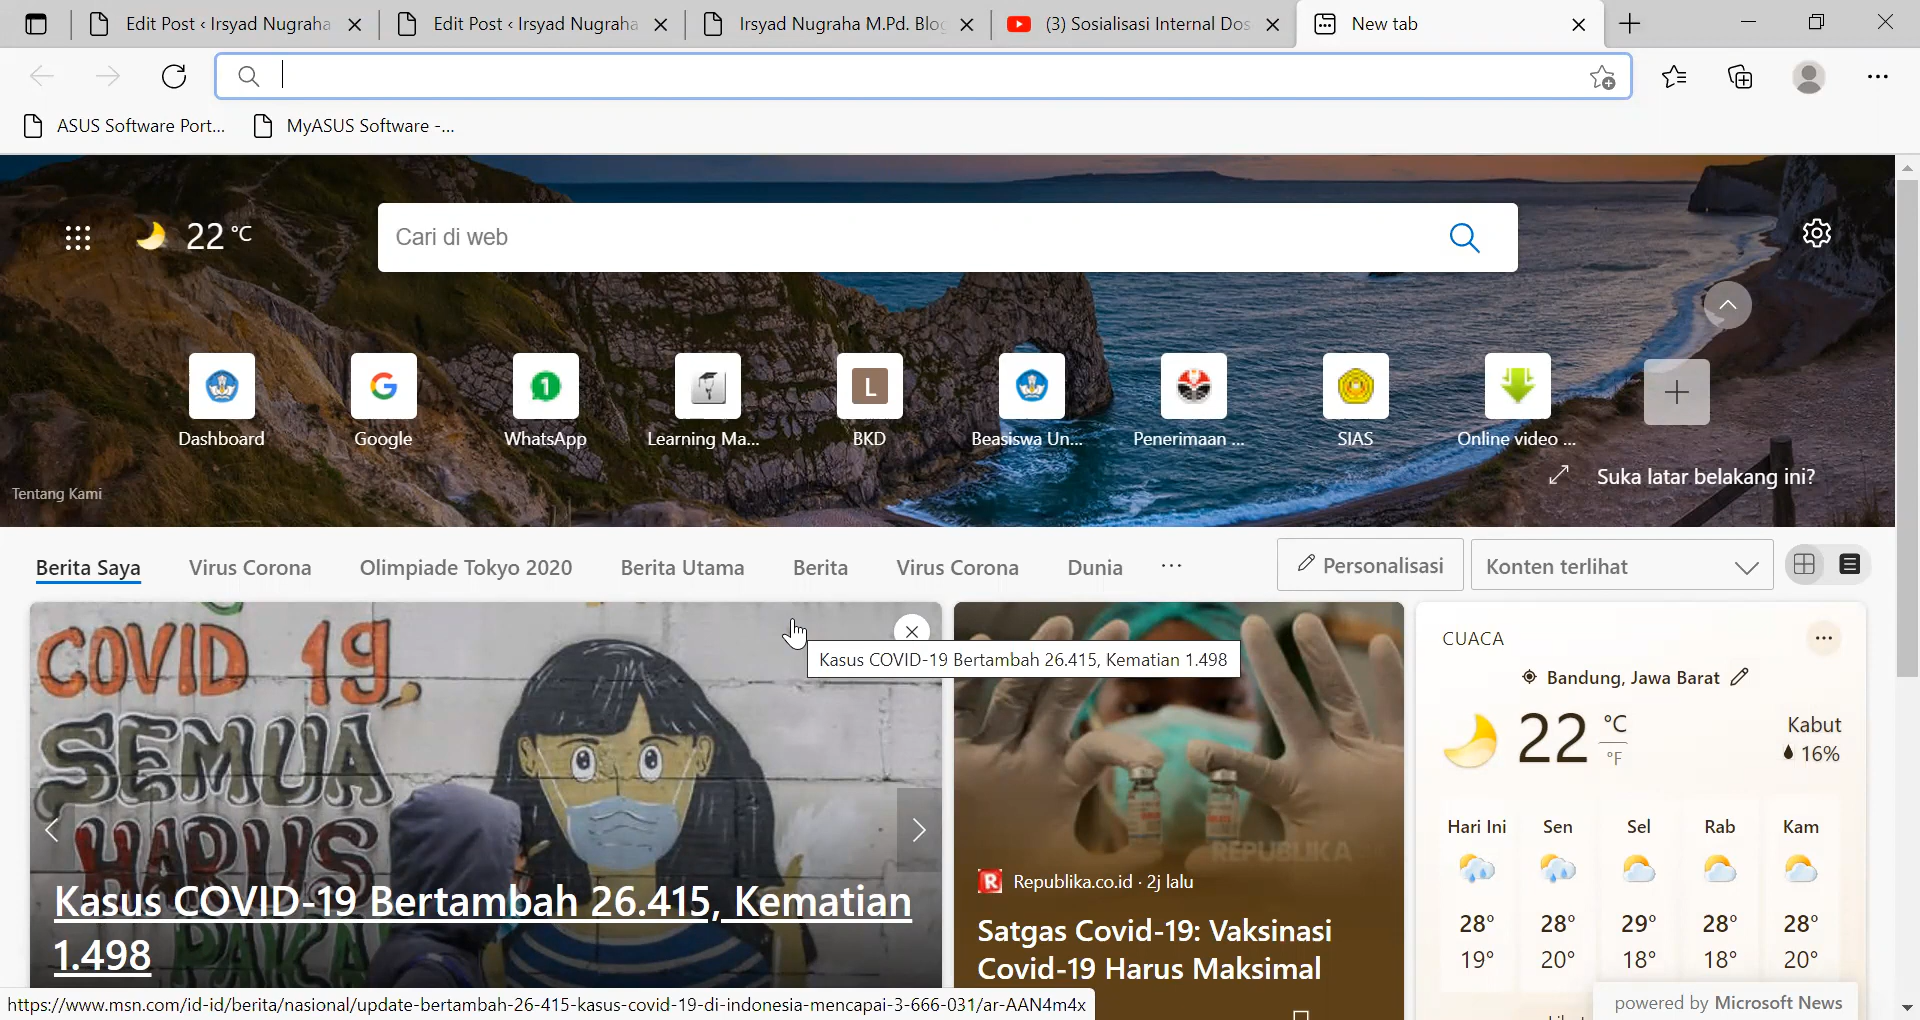 Edit Post ‹ Irsyad Nugraha
Edit Post ‹ Irsyad Nugraha
Irsyad Nugraha M.Pd. Blog
(3) Sosialisasi Internal Dos
New tab
ASUS Software Port...
MyASUS Software -...
22 °C
Cari di web
Dashboard
Google
WhatsApp
Learning Ma...
L
BKD
Beasiswa Un...
Penerimaan ...
SIAS
Online video ...
Tentang Kami
Suka latar belakang ini?
Berita Saya
Virus Corona
Olimpiade Tokyo 2020
Berita Utama
Berita
Virus Corona
Dunia
...
Personalisasi
Konten terlihat
COVID 19,
SEMUA
HARUS
Kasus COVID-19 Bertambah 26.415, Kematian 1.498
Kasus COVID-19 Bertambah 26.415, Kematian
1.498
REPUBLIKA
R Republika.co.id · 2j lalu
Satgas Covid-19: Vaksinasi
Covid-19 Harus Maksimal
CUACA
Bandung, Jawa Barat
22 °C
°F
Kabut
16%
Hari Ini Sen Sel Rab Kam
28° 28° 29° 28° 28°
19° 20° 18° 18° 20°
powered by Microsoft News
https://www.msn.com/id-id/berita/nasional/update-bertambah-26-415-kasus-covid-19-di-indonesia-mencapai-3-666-031/ar-AAN4m4x